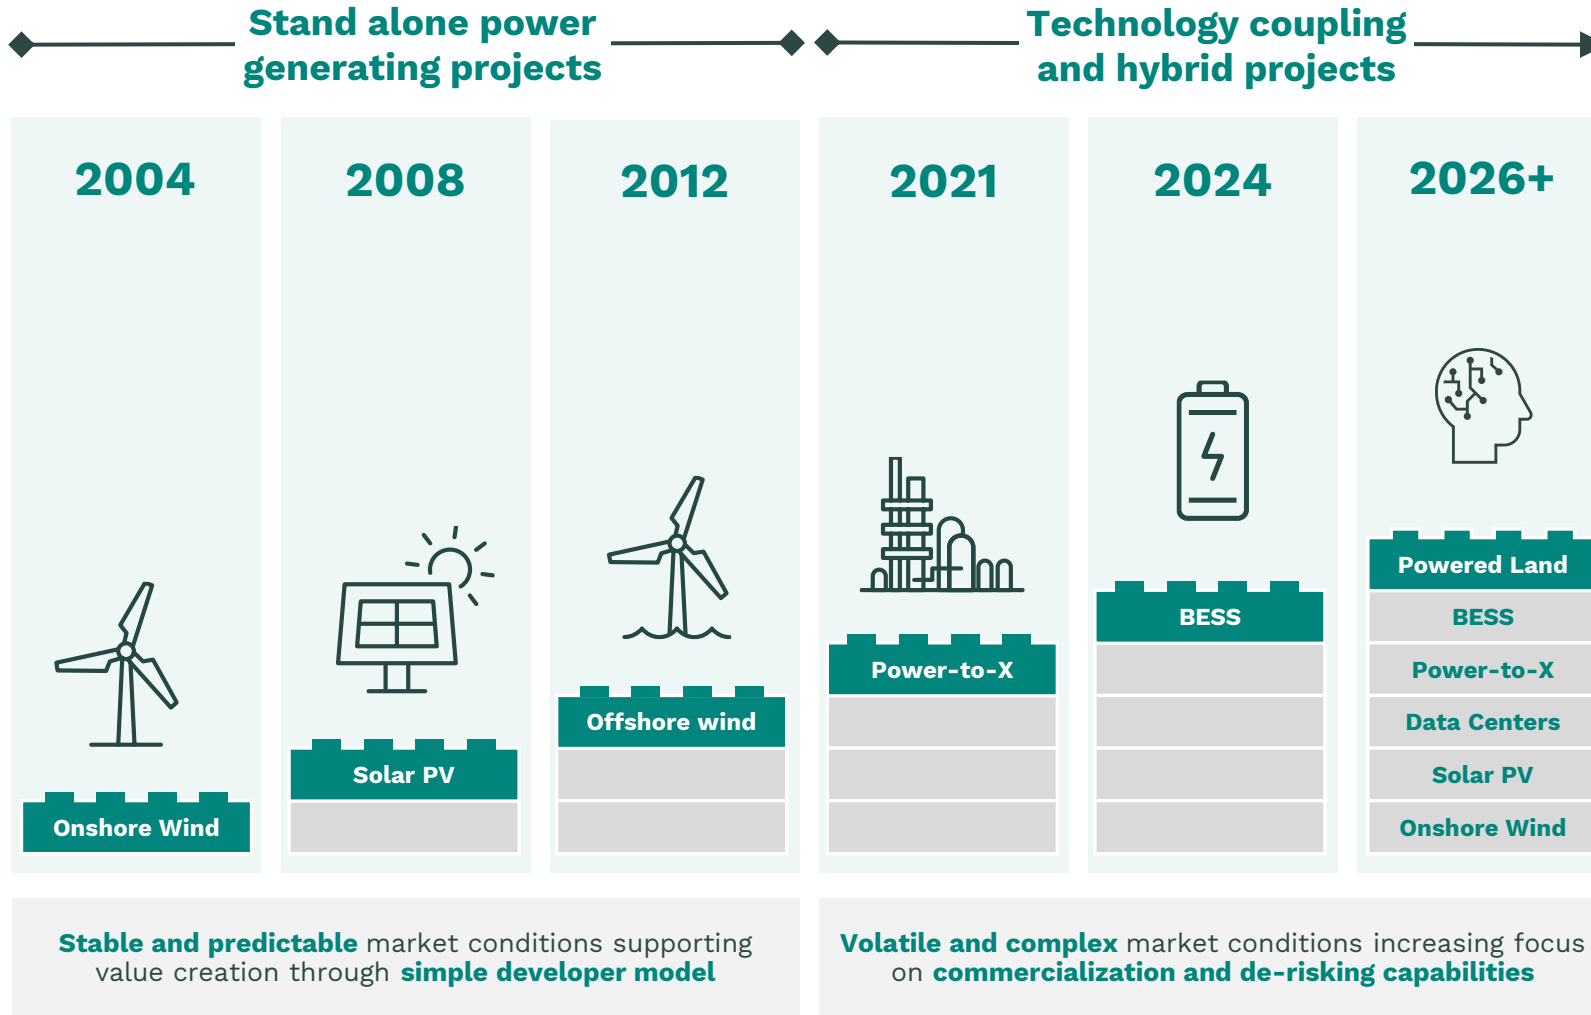 Stand alone power
generating projects
Technology coupling
and hybrid projects
2004
Onshore Wind
2008
Solar PV
2012
Offshore wind
2021
Power-to-X
2024
BESS
2026+
Powered Land
BESS
Power-to-X
Data Centers
Solar PV
Onshore Wind
Stable and predictable market conditions supporting
value creation through simple developer model
Volatile and complex market conditions increasing focus
on commercialization and de-risking capabilities